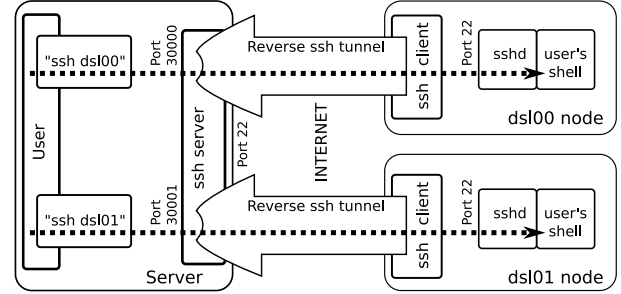 User
"ssh dsl00"
Port
30000
ssh server
Port 22
Reverse ssh tunnel
INTERNET
ssh client
Port 22
sshd
user's
shell
dsl00 node
"ssh dsl01"
Port
30001
Reverse ssh tunnel
ssh client
Port 22
sshd
user's
shell
Server
dsl01 node